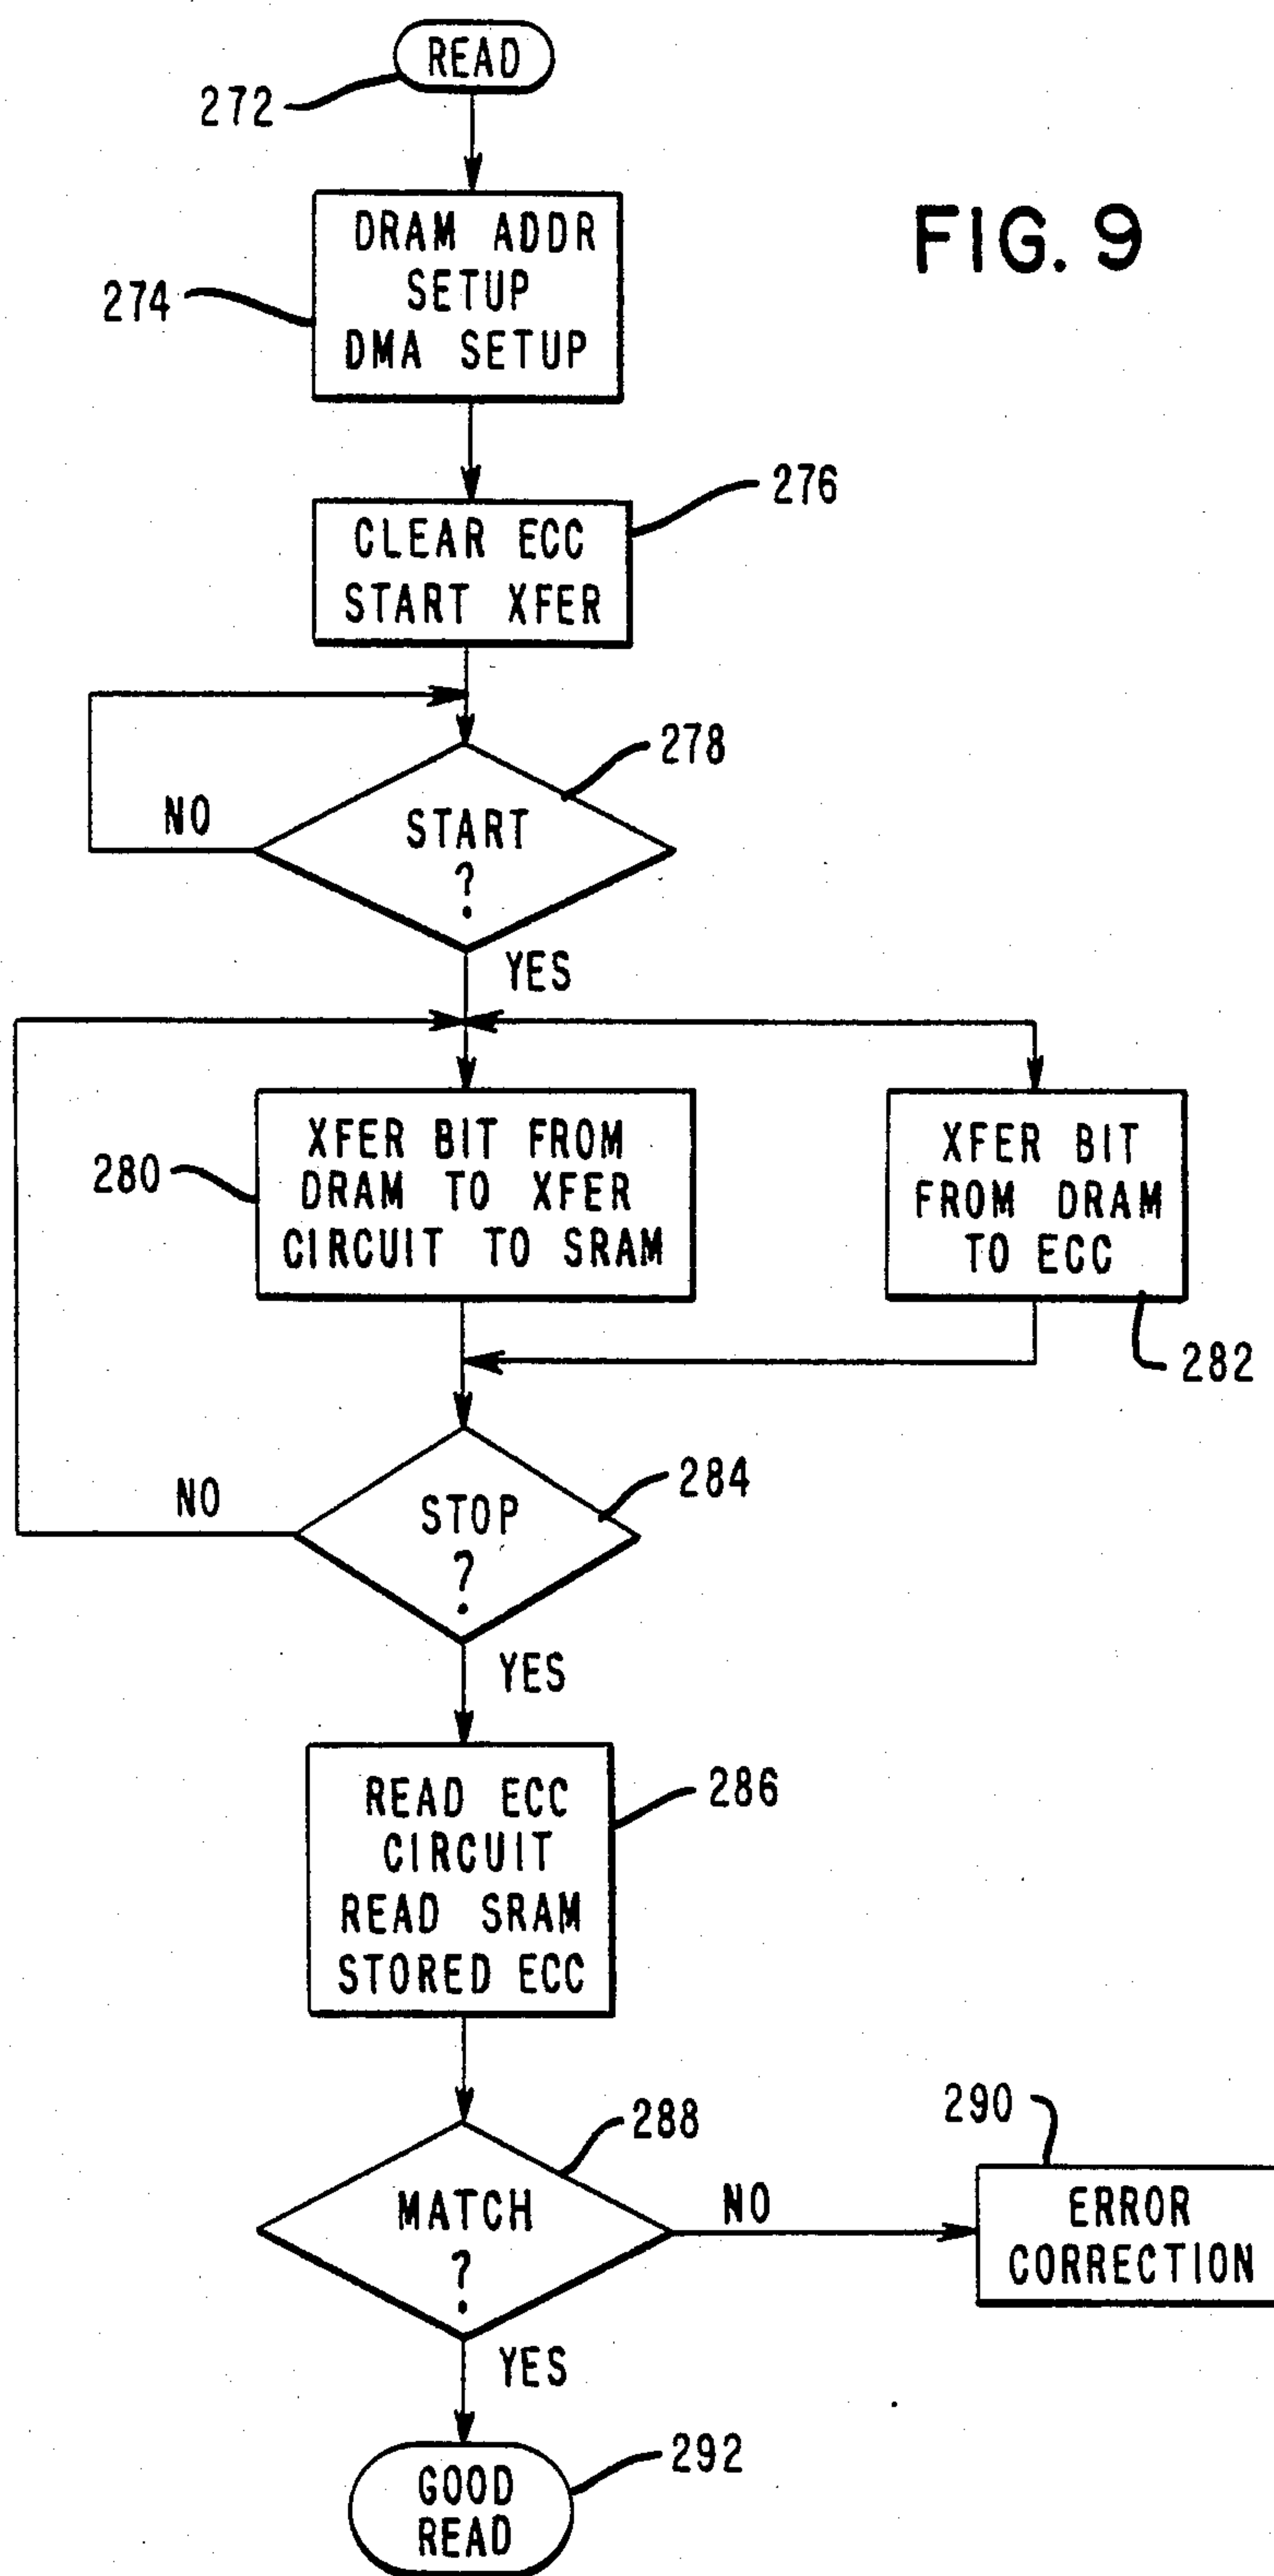 READ
272
FIG. 9
DRAM ADDR
SETUP
DMA SETUP
274
276
CLEAR ECC
START XFER
278
START
?
NO
YES
XFER BIT FROM
DRAM TO XFER
CIRCUIT TO SRAM
280
XFER BIT
FROM DRAM
TO ECC
282
284
STOP
?
NO
YES
286
READ ECC
CIRCUIT
READ SRAM
STORED ECC
288
MATCH
?
NO
290
ERROR
CORRECTION
YES
292
GOOD
READ